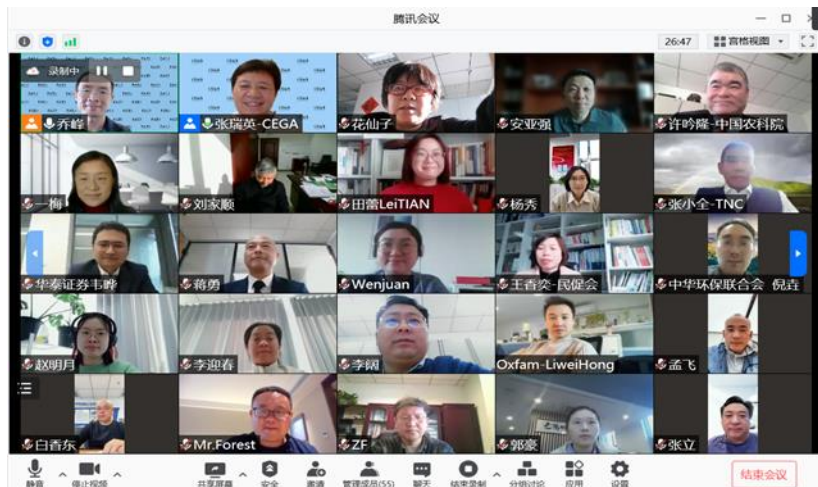 腾讯会议
26:47 宫格视图
录制中
乔峰 张瑞英-CEGA 花仙子 安亚强 许吟隆-中国农科院
一梅 刘家顺 田蕾LeiTIAN 杨秀 张小全-TNC
华泰证券韦晔 蒋勇 Wenjuan 王香奕-民促会 中华环保联合会 倪垚
赵明月 李迎春 李阔 Oxfam-LiweiHong 孟飞
白香东 Mr.Forest ZF 郭豪 张立
静音 停止视频 共享屏幕 安全 邀请 管理成员(55) 聊天 结束录制 分组讨论 应用 设置 结束会议